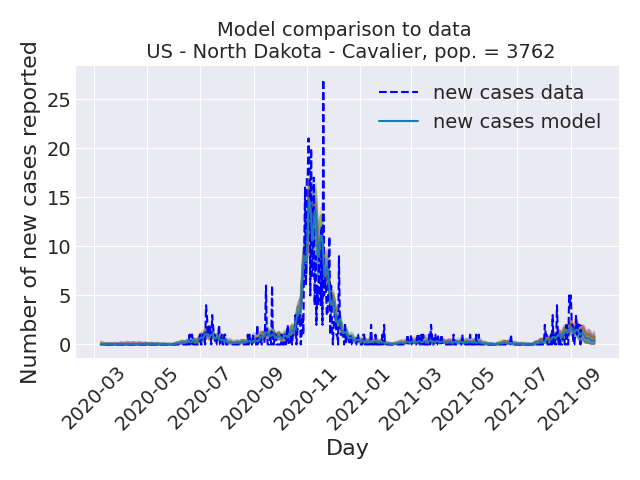 Model comparison to data
US - North Dakota - Cavalier, pop. = 3762
Number of new cases reported
25
20
15
10
5
0
new cases data
new cases model
2020-03
2020-05
2020-07
2020-09
2020-11
2021-01
2021-03
2021-05
2021-07
2021-09
Day